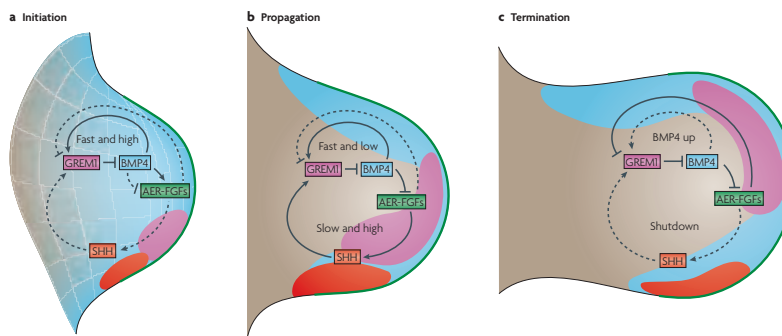 a Initiation
Fast and high
GREM1
BMP4
AER-FGFs
SHH
b Propagation
Fast and low
GREM1
BMP4
AER-FGFs
Slow and high
SHH
c Termination
BMP4 up
GREM1
BMP4
AER-FGFs
Shutdown
SHH